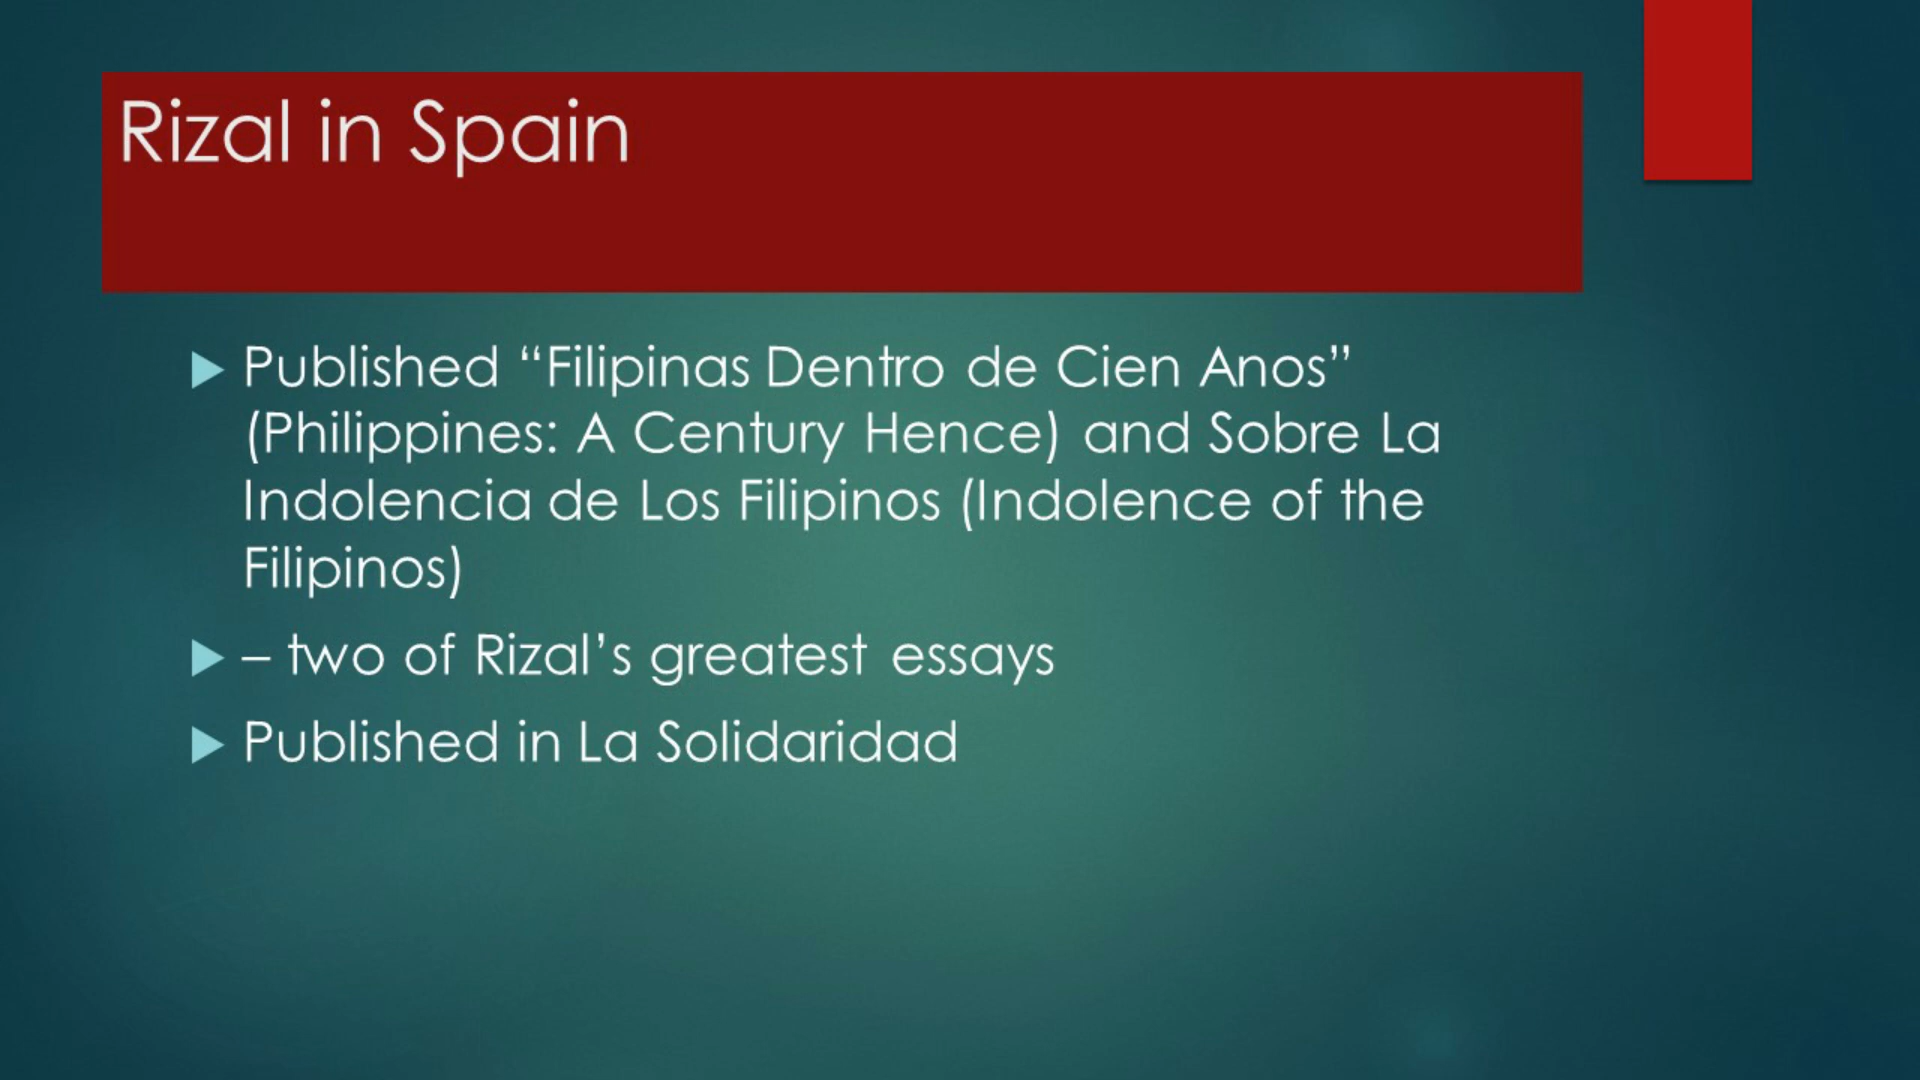 Rizal in Spain
Published “Filipinas Dentro de Cien Anos”
(Philippines: A Century Hence) and Sobre La
Indolencia de Los Filipinos (Indolence of the
Filipinos)
– two of Rizal’s greatest essays
Published in La Solidaridad